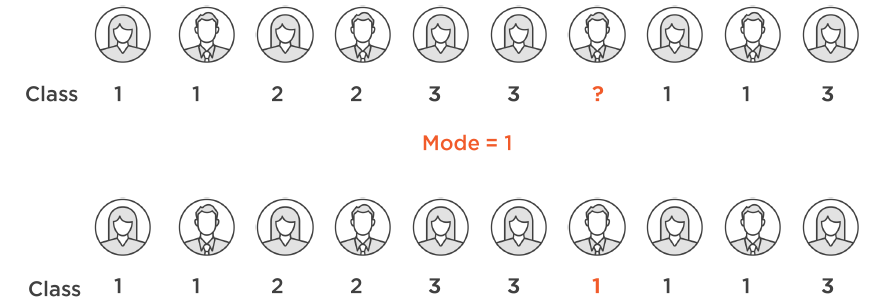 Class 1 1 2 2 3 3 ? 1 1 3
Mode = 1
Class 1 1 2 2 3 3 1 1 1 3